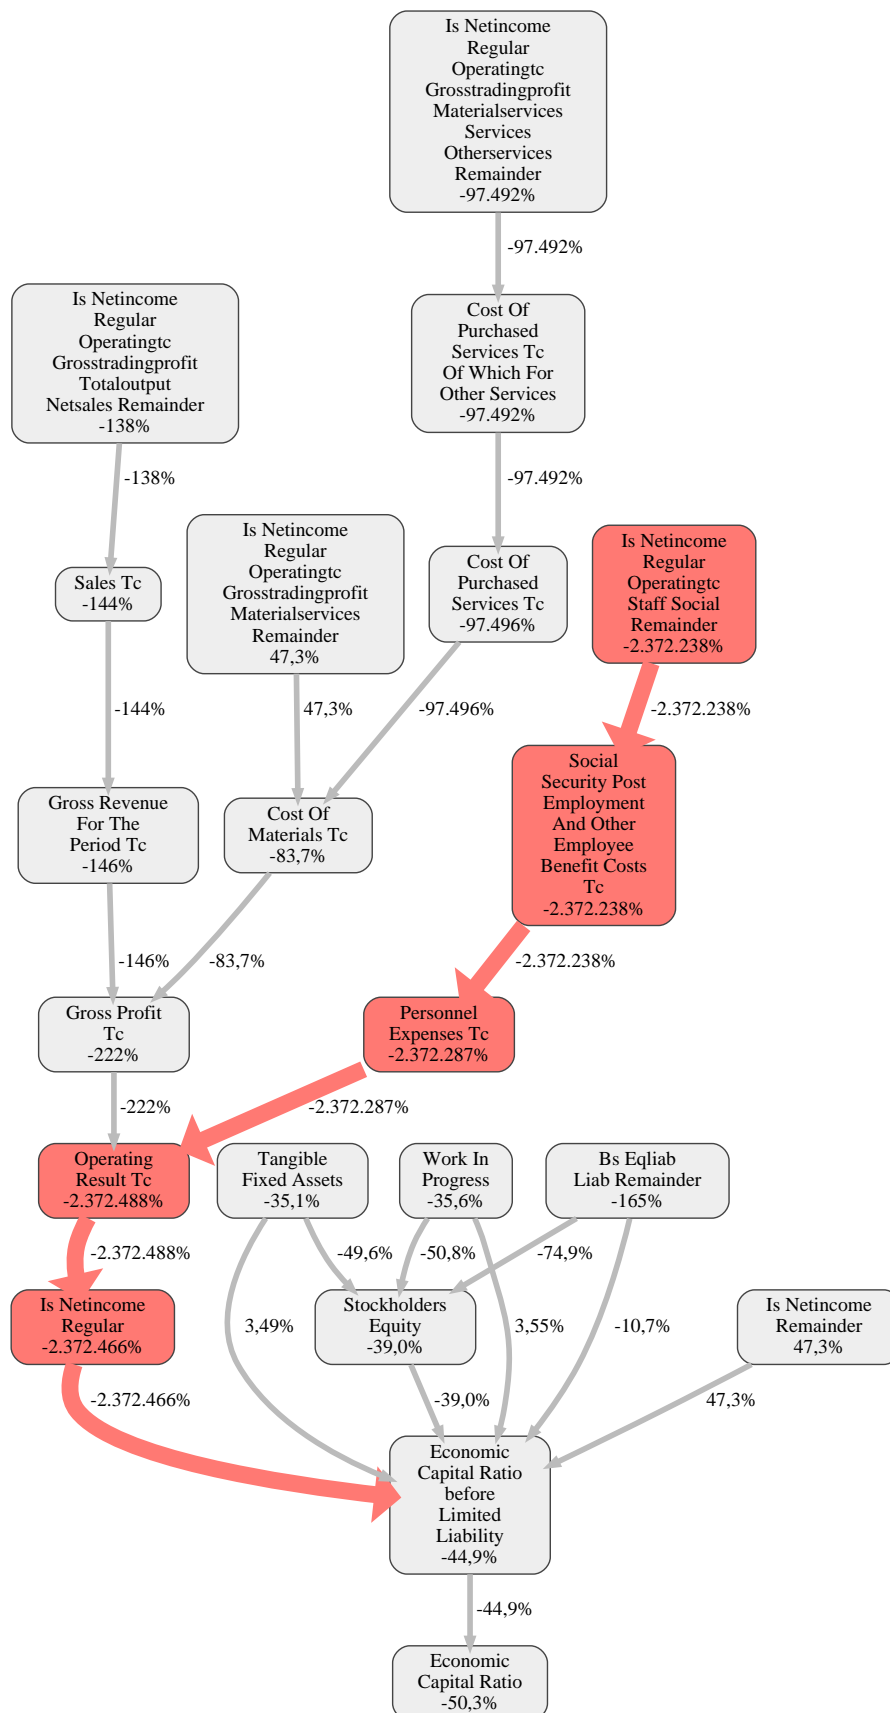 Is Netincome
Regular
Operatingtc
Grosstradingprofit
Materialservices
Services
Otherservices
Remainder
-97.492%
-97.492%
Is Netincome
Regular
Operatingtc
Grosstradingprofit
Totaloutput
Netsales Remainder
-138%
Cost Of
Purchased
Services Tc
Of Which For
Other Services
-97.492%
-138%
-97.492%
Is Netincome
Regular
Operatingtc
Grosstradingprofit
Materialservices
Remainder
47,3%
Is Netincome
Regular
Operatingtc
Staff Social
Remainder
-2.372.238%
Sales Tc
-144%
Cost Of
Purchased
Services Tc
-97.496%
-144%
47,3%
-97.496%
-2.372.238%
Social
Security Post
Employment
And Other
Employee
Benefit Costs
Tc
-2.372.238%
Gross Revenue
For The
Period Tc
-146%
Cost Of
Materials Tc
-83,7%
-146%
-83,7%
-2.372.238%
Gross Profit
Tc
-222%
Personnel
Expenses Tc
-2.372.287%
-222%
-2.372.287%
Operating
Result Tc
-2.372.488%
Tangible
Fixed Assets
-35,1%
Work In
Progress
-35,6%
Bs Eqliab
Liab Remainder
-165%
-2.372.488%
-49,6%
-50,8%
-74,9%
Is Netincome
Regular
-2.372.466%
3,49%
Stockholders
Equity
-39,0%
3,55%
-10,7%
Is Netincome
Remainder
47,3%
-2.372.466%
-39,0%
47,3%
Economic
Capital Ratio
before
Limited
Liability
-44,9%
-44,9%
Economic
Capital Ratio
-50,3%